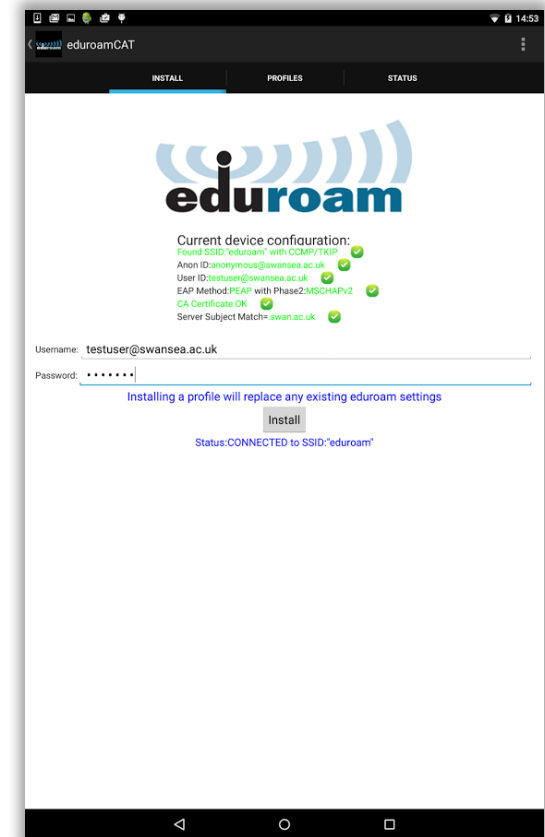 14:53
eduroamCAT
INSTALL PROFILES STATUS
eduroam
Current device configuration:
Found SSID:"eduroam" with CCMP/TKIP
Anon ID:anonymous@swansea.ac.uk
User ID:testuser@swansea.ac.uk
EAP Method:PEAP with Phase2:MSCHAPv2
CA Certificate OK
Server Subject Match=.swan.ac.uk
Username: testuser@swansea.ac.uk
Password: •••••••
Installing a profile will replace any existing eduroam settings
Install
Status:CONNECTED to SSID:"eduroam"